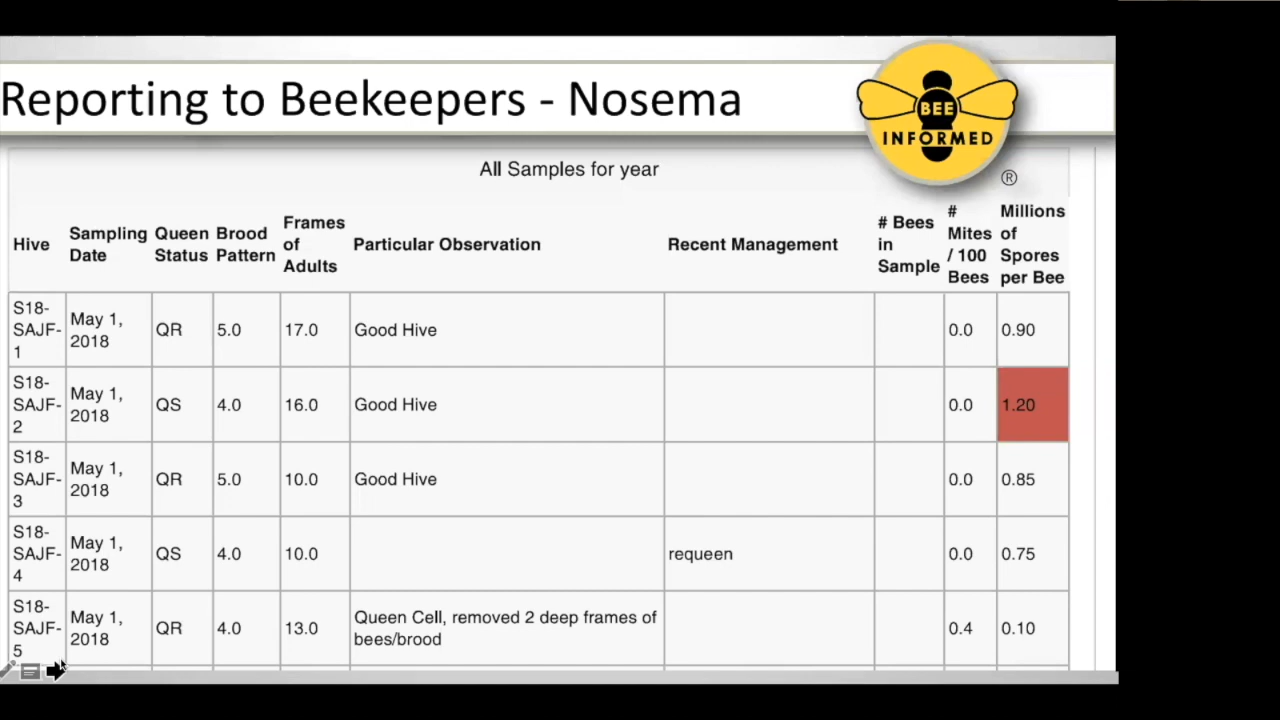 Reporting to Beekeepers - Nosema
BEE
INFORMED
®
All Samples for year
Hive
Sampling
Date
Queen
Status
Brood
Pattern
Frames
of
Adults
Particular Observation
Recent Management
# Bees
in
Sample
#
Mites
/ 100
Bees
Millions
of
Spores
per Bee
S18-
SAJF-
1
May 1,
2018
QR
5.0
17.0
Good Hive
0.0
0.90
S18-
SAJF-
2
May 1,
2018
QS
4.0
16.0
Good Hive
0.0
1.20
S18-
SAJF-
3
May 1,
2018
QR
5.0
10.0
Good Hive
0.0
0.85
S18-
SAJF-
4
May 1,
2018
QS
4.0
10.0
requeen
0.0
0.75
S18-
SAJF-
5
May 1,
2018
QR
4.0
13.0
Queen Cell, removed 2 deep frames of
bees/brood
0.4
0.10